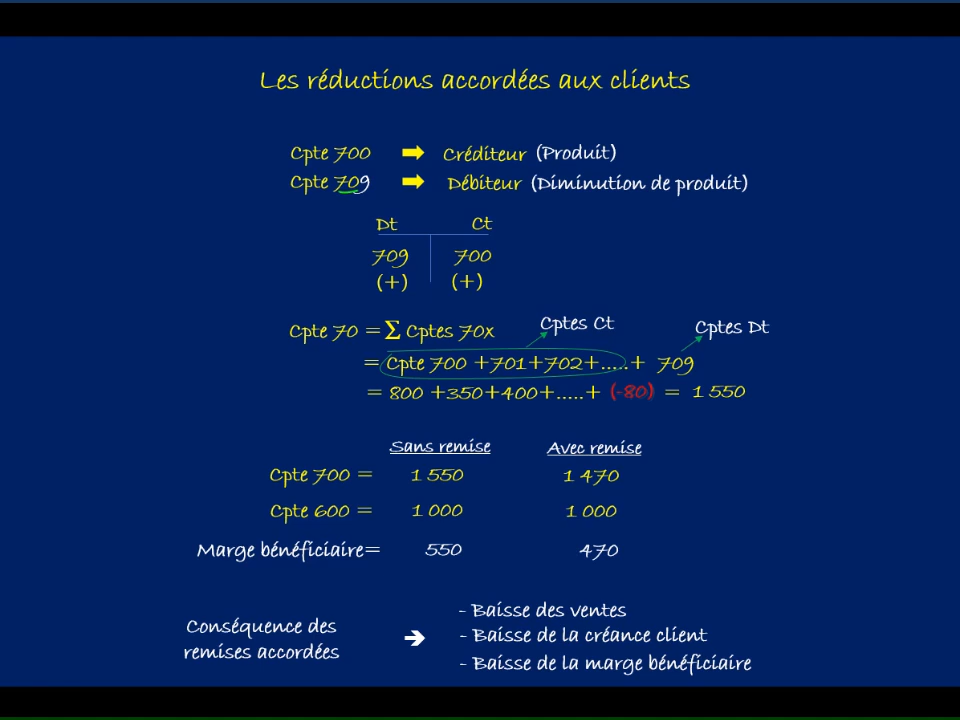 Les réductions accordées aux clients
Cpte 700 ➡ Créditeur (Produit)
Cpte 709 ➡ Débiteur (Diminution de produit)
Dt Ct
709 700
(+) (+)
Cptes Ct Cptes Dt
Cpte 70 = Σ Cptes 70x
= Cpte 700 +701+702+.....+ 709
= 800 +350+400+.....+ (-80) = 1 550
Sans remise Avec remise
Cpte 700 = 1 550 1 470
Cpte 600 = 1 000 1 000
Marge bénéficiaire= 550 470
Conséquence des remises accordées ➔
- Baisse des ventes
- Baisse de la créance client
- Baisse de la marge bénéficiaire